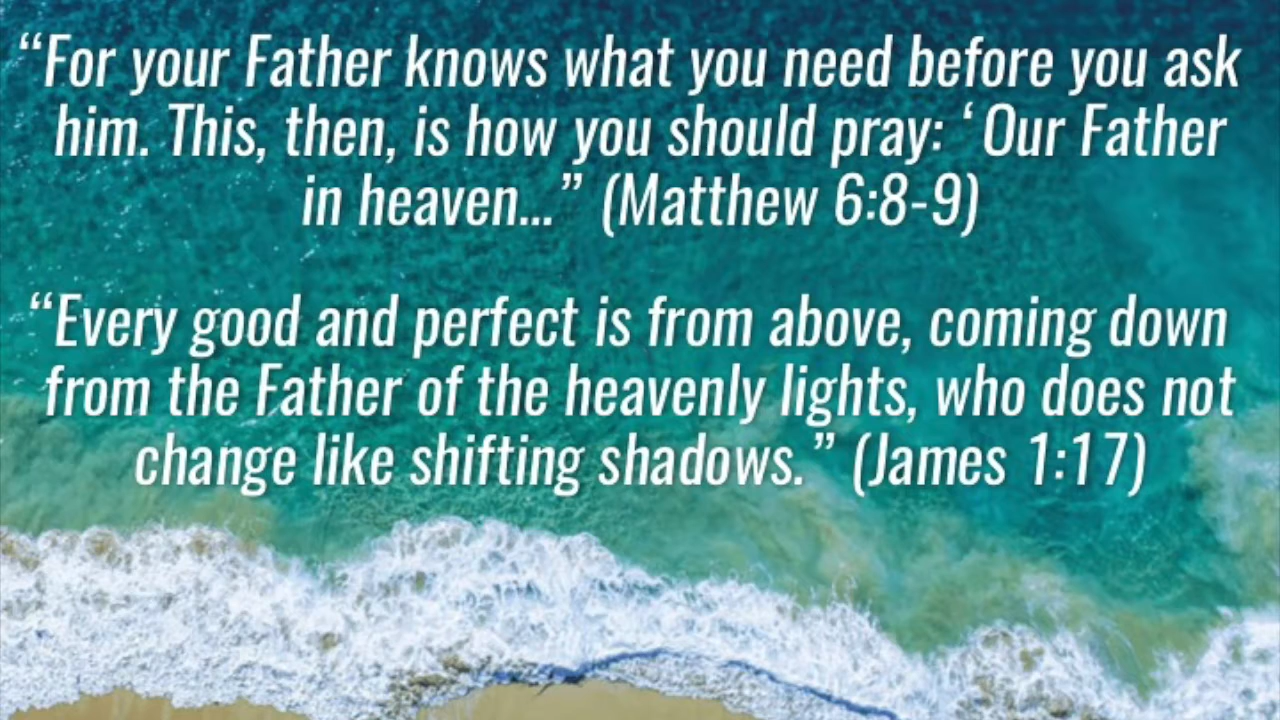 “For your Father knows what you need before you ask
him. This, then, is how you should pray: ‘ Our Father
in heaven...” (Matthew 6:8-9)
“Every good and perfect is from above, coming down
from the Father of the heavenly lights, who does not
change like shifting shadows.” (James 1:17)